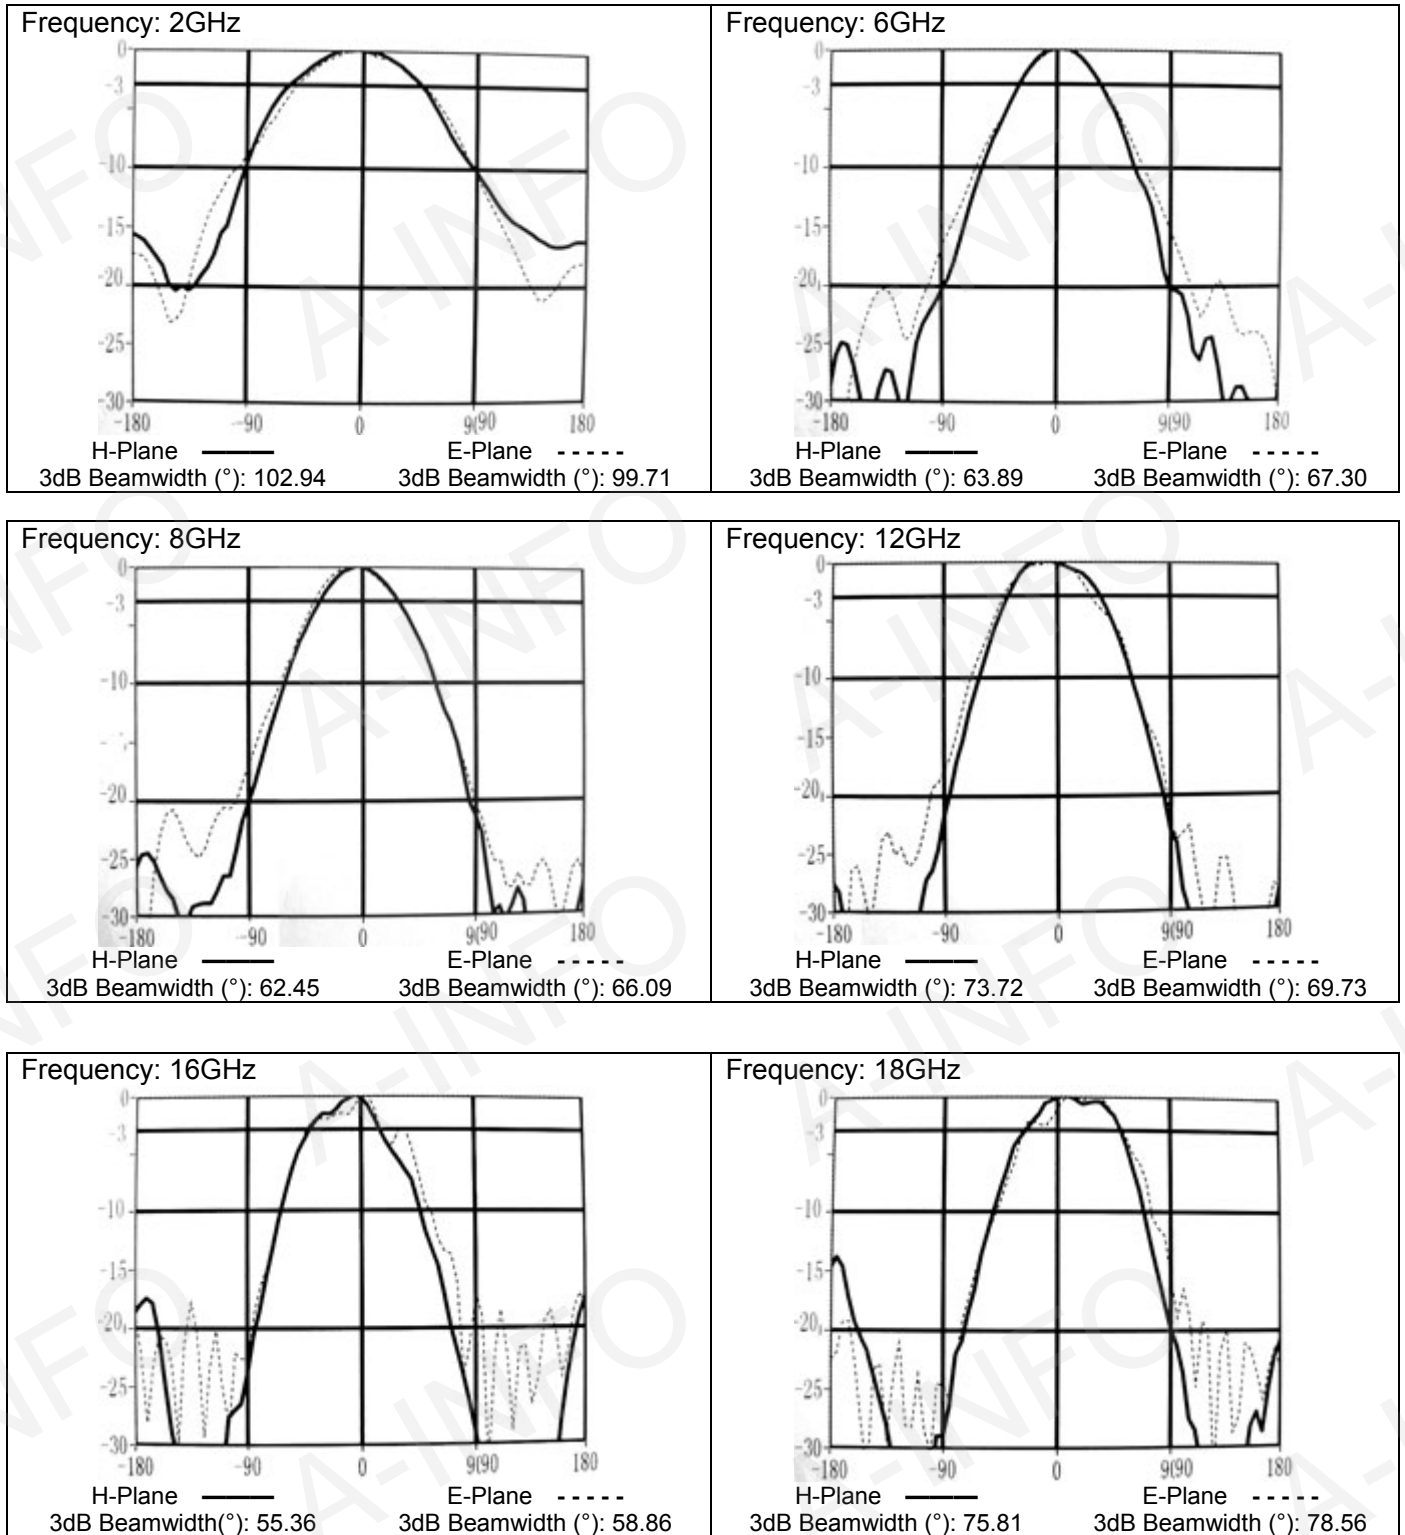 Frequency: 2GHz
0
-3
-10
-15
-20
-25
-30
-180 -90 0 9(90 180
H-Plane E-Plane
3dB Beamwidth (°): 102.94 3dB Beamwidth (°): 99.71
Frequency: 6GHz
0
-3
-10
-15
-20
-25
-30
-180 -90 0 9(90 180
H-Plane E-Plane
3dB Beamwidth (°): 63.89 3dB Beamwidth (°): 67.30
Frequency: 8GHz
0
-3
-10
-20
-25
-30
-180 -90 0 9(90 180
H-Plane E-Plane
3dB Beamwidth (°): 62.45 3dB Beamwidth (°): 66.09
Frequency: 12GHz
0
-3
-10
-15
-20
-25
-30
-180 -90 0 9(90 180
H-Plane E-Plane
3dB Beamwidth (°): 73.72 3dB Beamwidth (°): 69.73
Frequency: 16GHz
0
-3
-10
-15
-20
-25
-30
-180 -90 0 9(90 180
H-Plane E-Plane
3dB Beamwidth(°): 55.36 3dB Beamwidth (°): 58.86
Frequency: 18GHz
0
-3
-10
-15
-20
-25
-30
-180 -90 0 9(90 180
H-Plane E-Plane
3dB Beamwidth (°): 75.81 3dB Beamwidth (°): 78.56
A-INFO